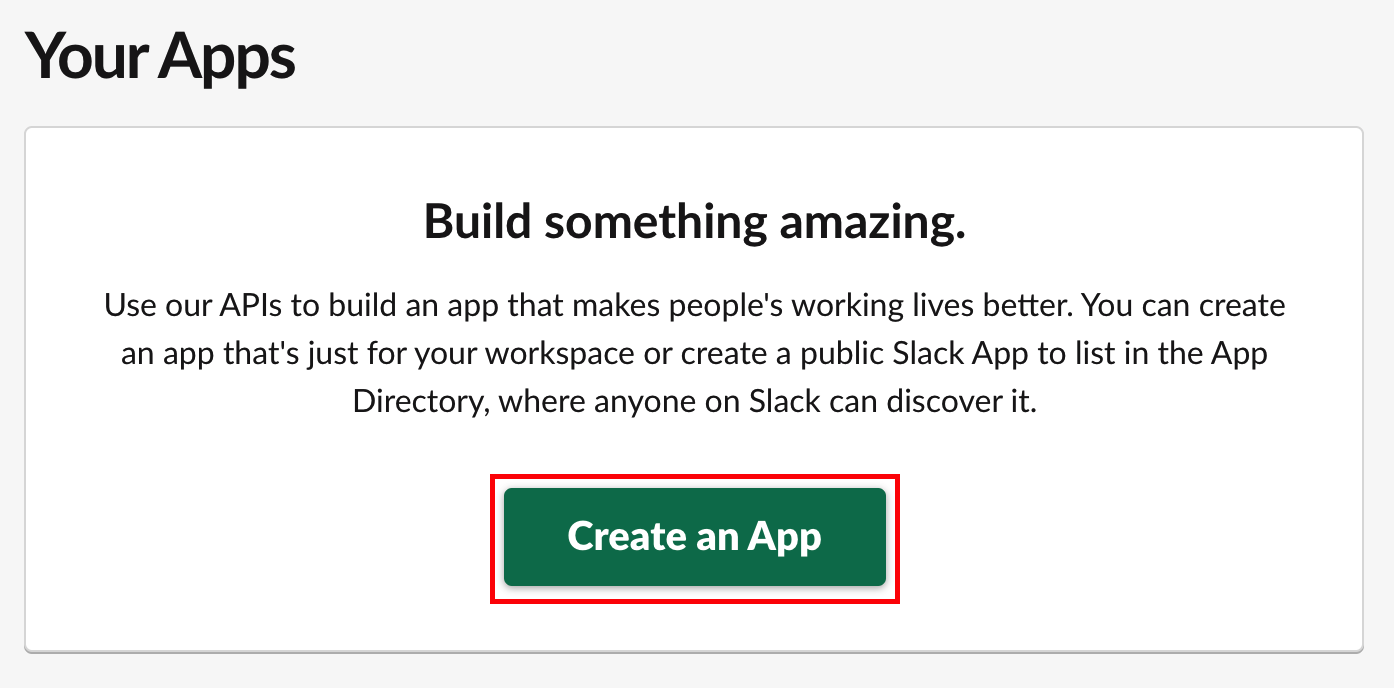 Your Apps
Build something amazing.
Use our APIs to build an app that makes people's working lives better. You can create
an app that's just for your workspace or create a public Slack App to list in the App
Directory, where anyone on Slack can discover it.
Create an App